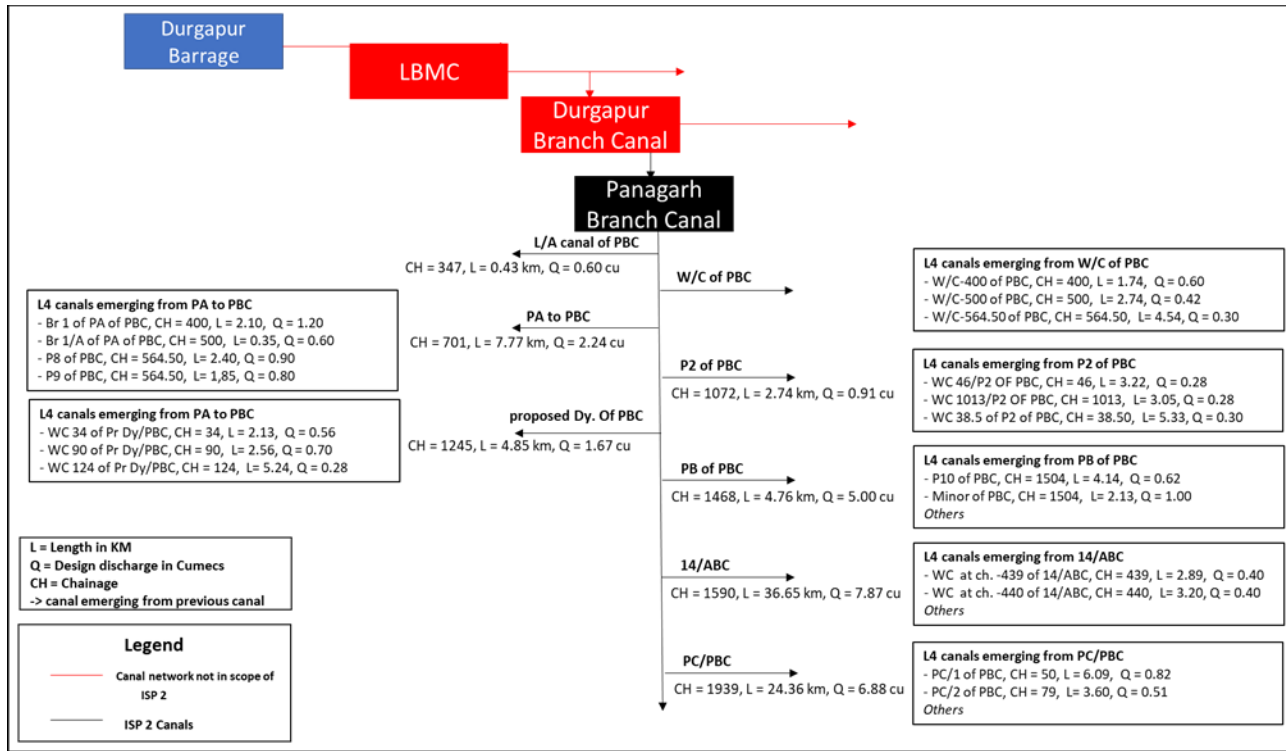 Durgapur
Barrage
LBMC
Durgapur
Branch Canal
Panagarh
Branch Canal
L/A canal of PBC
CH = 347, L = 0.43 km, Q = 0.60 cu
W/C of PBC
L4 canals emerging from W/C of PBC
- W/C-400 of PBC, CH = 400, L = 1.74, Q = 0.60
- W/C-500 of PBC, CH = 500, L = 2.74, Q = 0.42
- W/C-564.50 of PBC, CH = 564.50, L= 4.54, Q = 0.30
L4 canals emerging from PA to PBC
- Br 1 of PA of PBC, CH = 400, L = 2.10, Q = 1.20
- Br 1/A of PA of PBC, CH = 500, L= 0.35, Q = 0.60
- P8 of PBC, CH = 564.50, L= 2.40, Q = 0.90
- P9 of PBC, CH = 564.50, L= 1,85, Q = 0.80
PA to PBC
CH = 701, L = 7.77 km, Q = 2.24 cu
P2 of PBC
CH = 1072, L = 2.74 km, Q = 0.91 cu
L4 canals emerging from P2 of PBC
- WC 46/P2 OF PBC, CH = 46, L = 3.22, Q = 0.28
- WC 1013/P2 OF PBC, CH = 1013, L = 3.05, Q = 0.28
- WC 38.5 of P2 of PBC, CH = 38.50, L = 5.33, Q = 0.30
L4 canals emerging from PA to PBC
- WC 34 of Pr Dy/PBC, CH = 34, L = 2.13, Q = 0.56
- WC 90 of Pr Dy/PBC, CH = 90, L = 2.56, Q = 0.70
- WC 124 of Pr Dy/PBC, CH = 124, L = 5.24, Q = 0.28
proposed Dy. Of PBC
CH = 1245, L = 4.85 km, Q = 1.67 cu
PB of PBC
CH = 1468, L = 4.76 km, Q = 5.00 cu
L4 canals emerging from PB of PBC
- P10 of PBC, CH = 1504, L = 4.14, Q = 0.62
- Minor of PBC, CH = 1504, L= 2.13, Q = 1.00
Others
L = Length in KM
Q = Design discharge in Cumecs
CH = Chainage
-> canal emerging from previous canal
14/ABC
CH = 1590, L = 36.65 km, Q = 7.87 cu
L4 canals emerging from 14/ABC
- WC at ch. -439 of 14/ABC, CH = 439, L = 2.89, Q = 0.40
- WC at ch. -440 of 14/ABC, CH = 440, L= 3.20, Q = 0.40
Others
Legend
Canal network not in scope of
ISP 2
ISP 2 Canals
PC/PBC
CH = 1939, L = 24.36 km, Q = 6.88 cu
L4 canals emerging from PC/PBC
- PC/1 of PBC, CH = 50, L = 6.09, Q = 0.82
- PC/2 of PBC, CH = 79, L= 3.60, Q = 0.51
Others